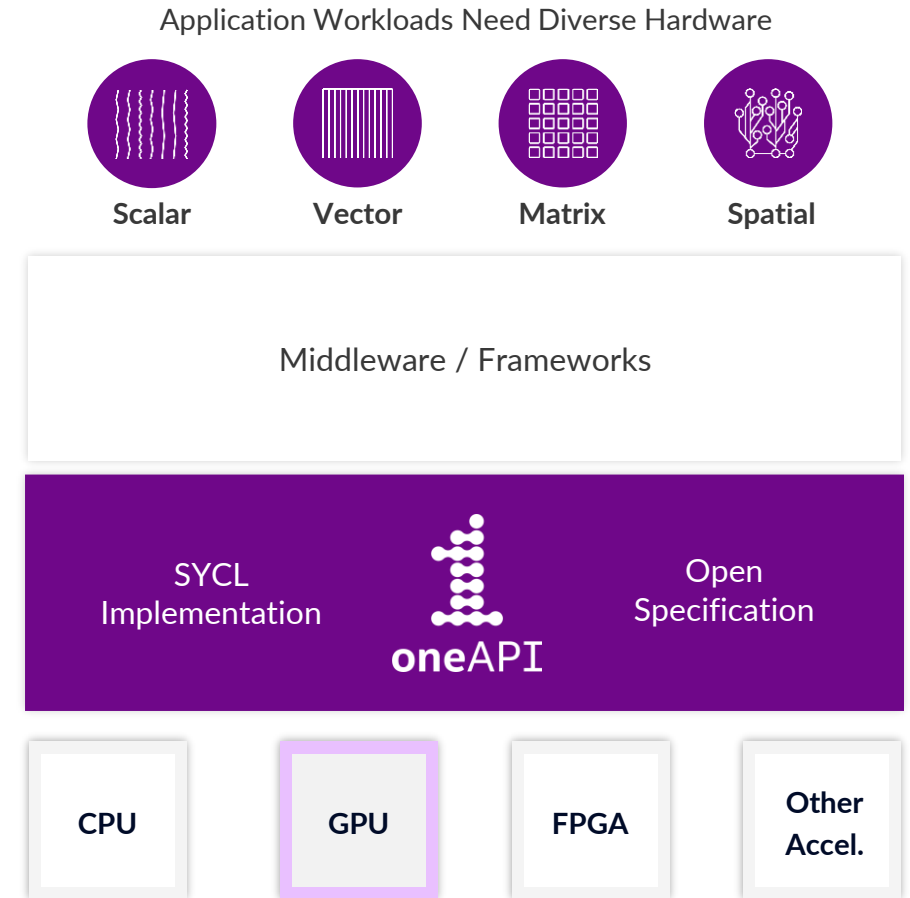 Application Workloads Need Diverse Hardware
Scalar
Vector
Matrix
Spatial
Middleware / Frameworks
SYCL
Implementation
oneAPI
Open
Specification
CPU
GPU
FPGA
Other
Accel.